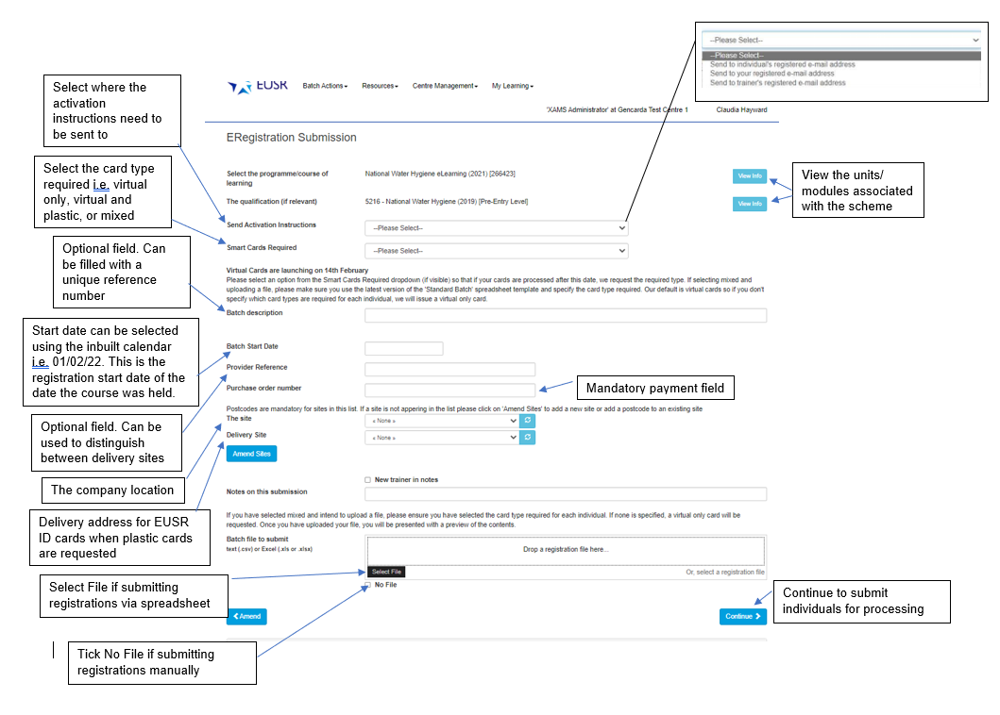 --Please Select--
--Please Select--
Send to individual's registered e-mail address
Send to your registered e-mail address
Send to trainer's registered e-mail address
EUSR
Batch Actions
Resources
Centre Management
My Learning
'XAMS Administrator' at Gencarda Test Centre 1
Claudia Hayward
Select where the
activation
instructions need to
be sent to
ERegistration Submission
Select the card type
required i.e. virtual
only, virtual and
plastic, or mixed
Select the programme/course of
learning
National Water Hygiene eLearning (2021) [266423]
View Info
The qualification (if relevant)
5216 - National Water Hygiene (2019) [Pre-Entry Level]
View Info
View the units/
modules associated
with the scheme
Send Activation Instructions
--Please Select--
Smart Cards Required
--Please Select--
Optional field. Can
be filled with a
unique reference
number
Virtual Cards are launching on 14th February
Please select an option from the Smart Cards Required dropdown (if visible) so that if your cards are processed after this date, we request the required type. If selecting mixed and
uploading a file, please make sure you use the latest version of the 'Standard Batch' spreadsheet template and specify the card type required. Our default is virtual cards so if you don't
specify which card types are required for each individual, we will issue a virtual only card.
Batch description
Start date can be selected
using the inbuilt calendar
i.e. 01/02/22. This is the
registration start date of the
date the course was held.
Batch Start Date
Provider Reference
Purchase order number
Mandatory payment field
Optional field. Can be
used to distinguish
between delivery sites
Postcodes are mandatory for sites in this list. If a site is not appering in the list please click on 'Amend Sites' to add a new site or add a postcode to an existing site
The site
« None »
Delivery Site
« None »
Amend Sites
The company location
New trainer in notes
Notes on this submission
Delivery address for EUSR
ID cards when plastic cards
are requested
If you have selected mixed and intend to upload a file, please ensure you have selected the card type required for each individual. If none is specified, a virtual only card will be
requested. Once you have uploaded your file, you will be presented with a preview of the contents.
Batch file to submit
text (.csv) or Excel (.xls or .xlsx)
Drop a registration file here...
Select File
Or, select a registration file
No File
Select File if submitting
registrations via spreadsheet
Amend
Continue
Continue to submit
individuals for processing
Tick No File if submitting
registrations manually